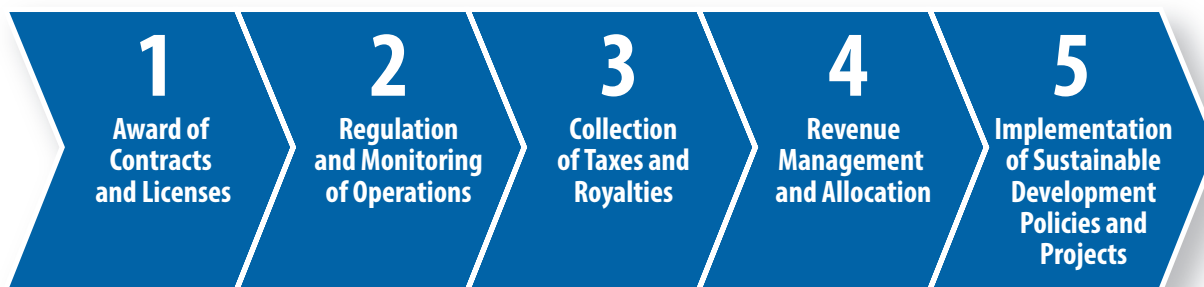 1
Award of
Contracts
and Licenses
2
Regulation
and Monitoring
of Operations
3
Collection
of Taxes and
Royalties
4
Revenue
Management
and Allocation
5
Implementation
of Sustainable
Development
Policies and
Projects